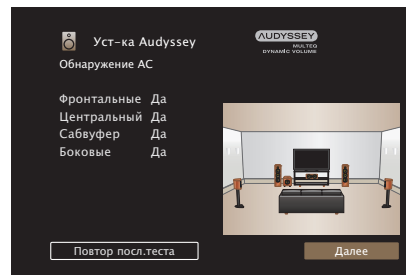 Уст-ка Audyssey
AUDYSSEY
MULTEQ
DYNAMIC VOLUME
Обнаружение АС
Фронтальные Да
Центральный Да
Сабвуфер Да
Боковые Да
Повтор посл.теста
Далее